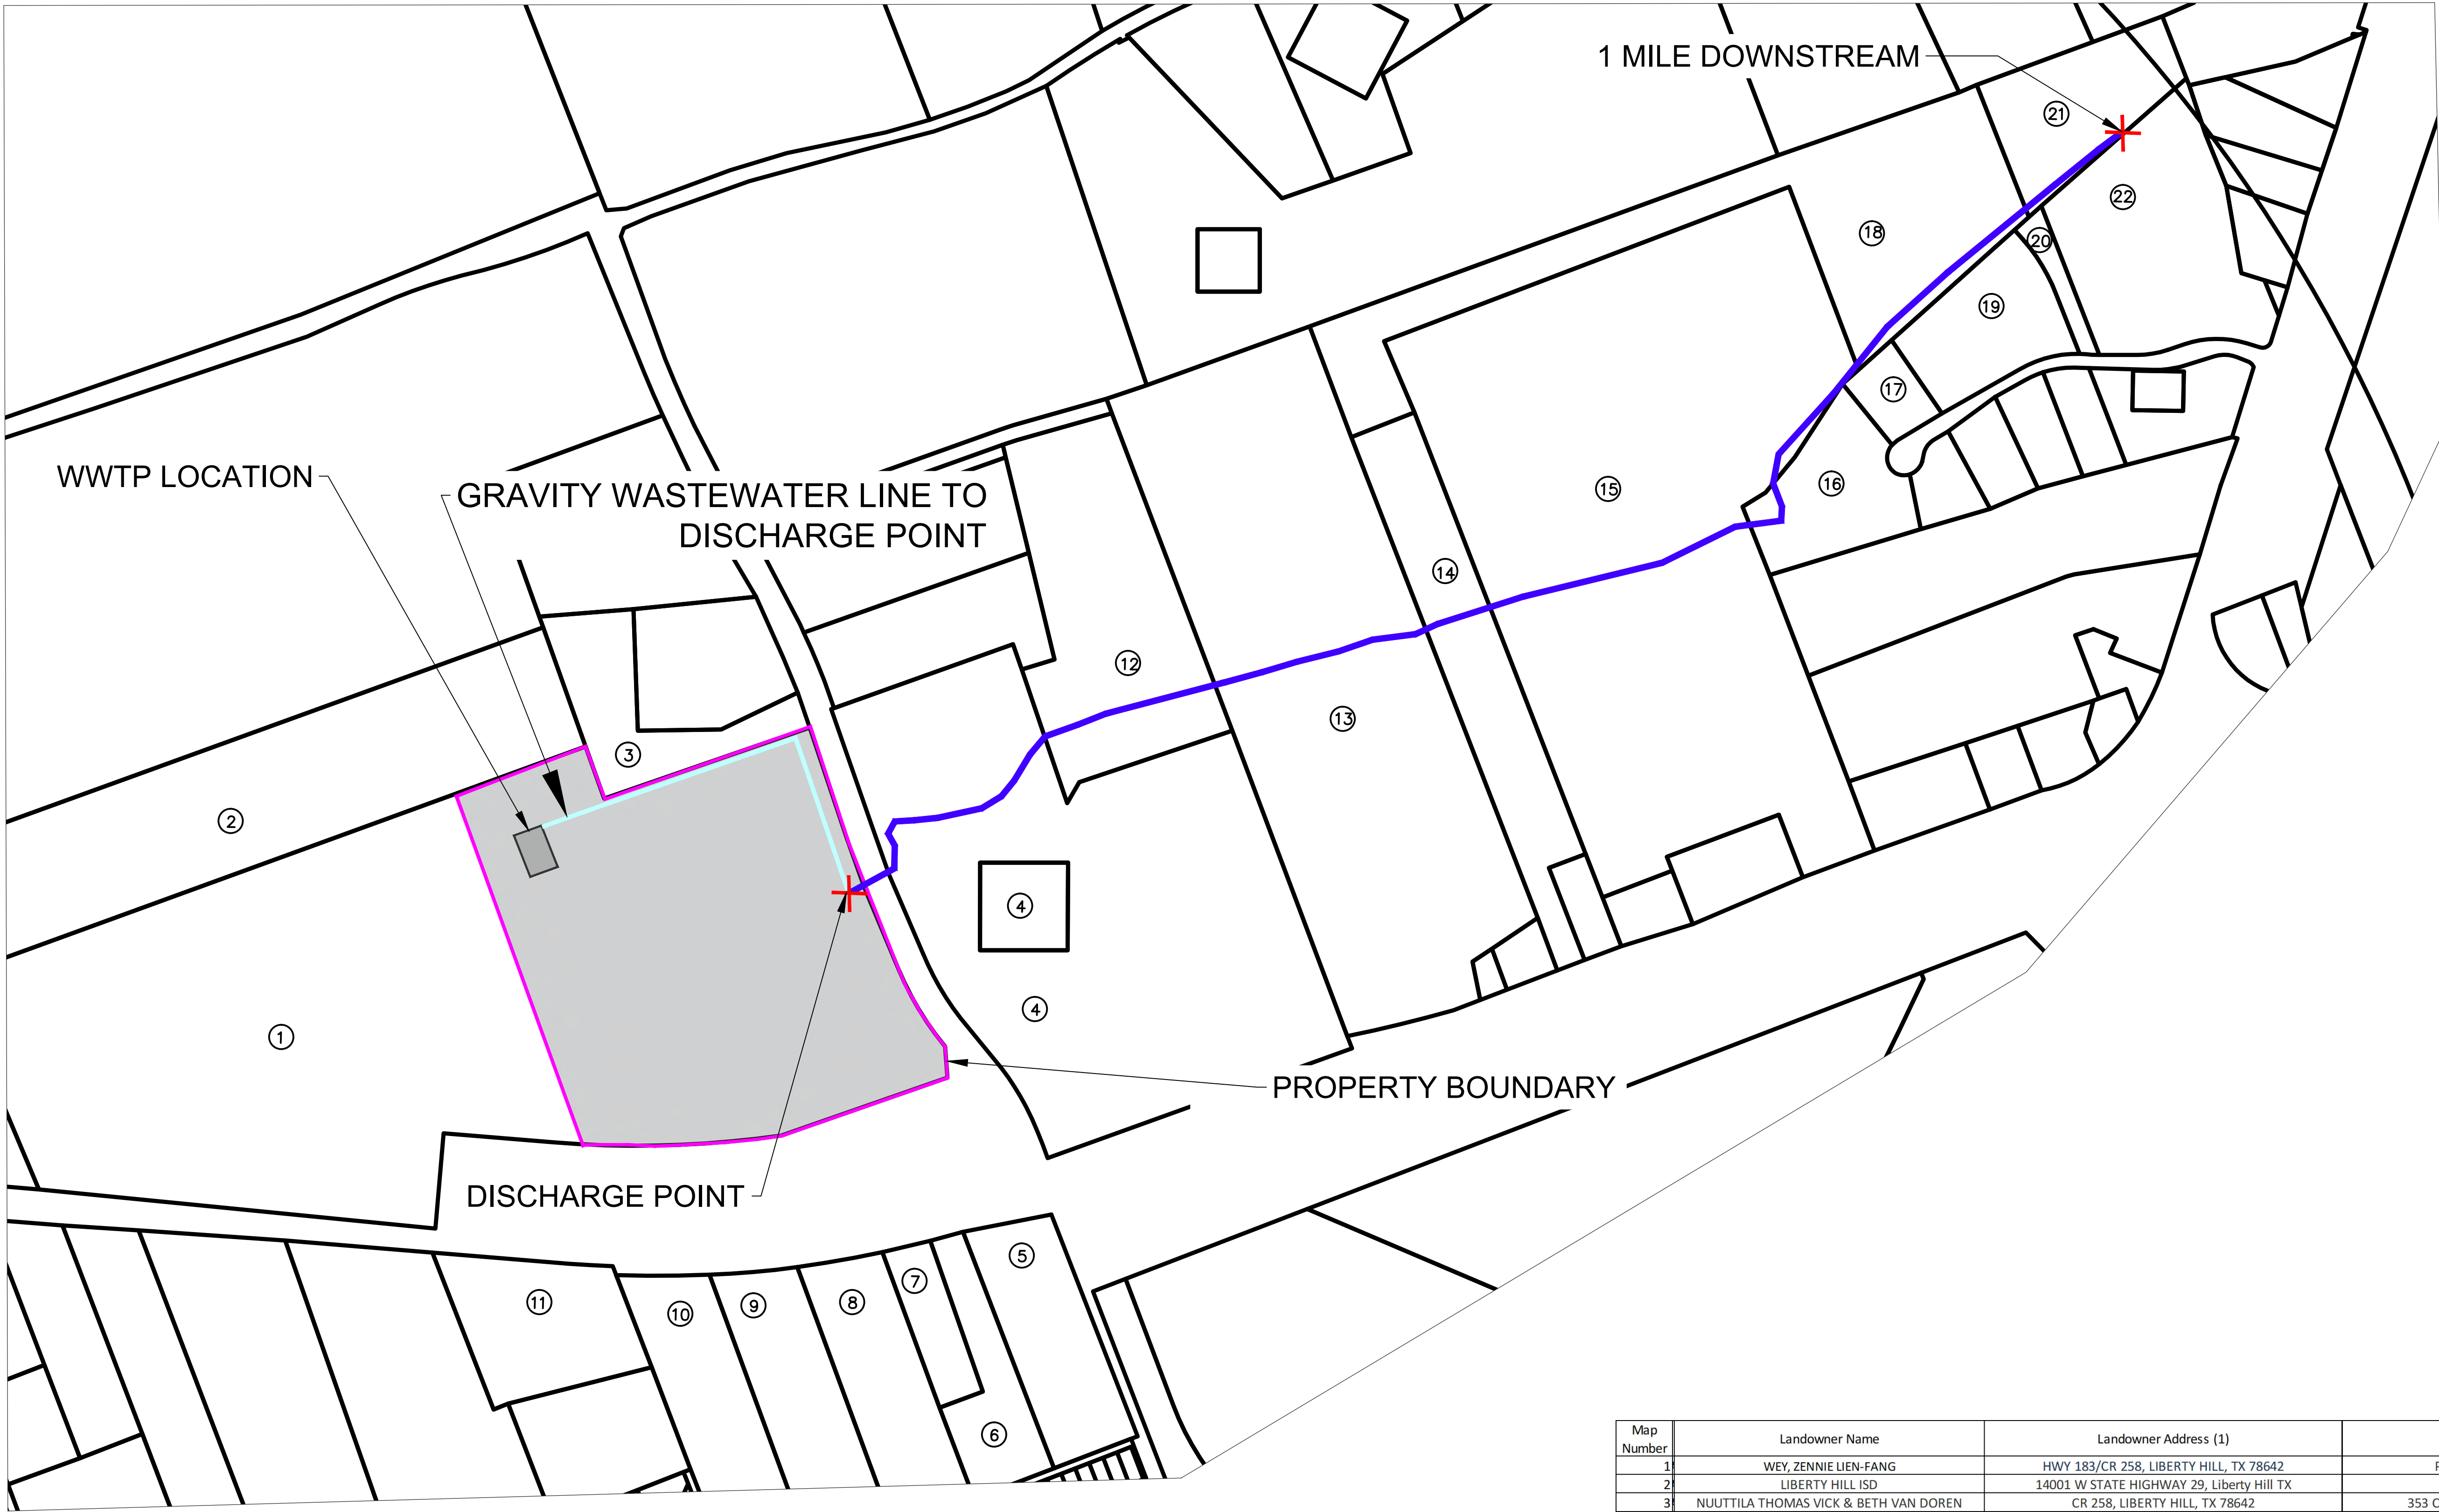 1 MILE DOWNSTREAM
21
22
18
20
19
17
WWTP LOCATION
GRAVITY WASTEWATER LINE TO
DISCHARGE POINT
16
15
14
12
13
3
2
4
4
1
PROPERTY BOUNDARY
DISCHARGE POINT
5
7
11
10
9
8
6
Map Number Landowner Name Landowner Address (1)
1 WEY, ZENNIE LIEN-FANG HWY 183/CR 258, LIBERTY HILL, TX 78642
2 LIBERTY HILL ISD 14001 W STATE HIGHWAY 29, Liberty Hill TX
3 NUUTTILA THOMAS VICK & BETH VAN DOREN CR 258, LIBERTY HILL, TX 78642 353